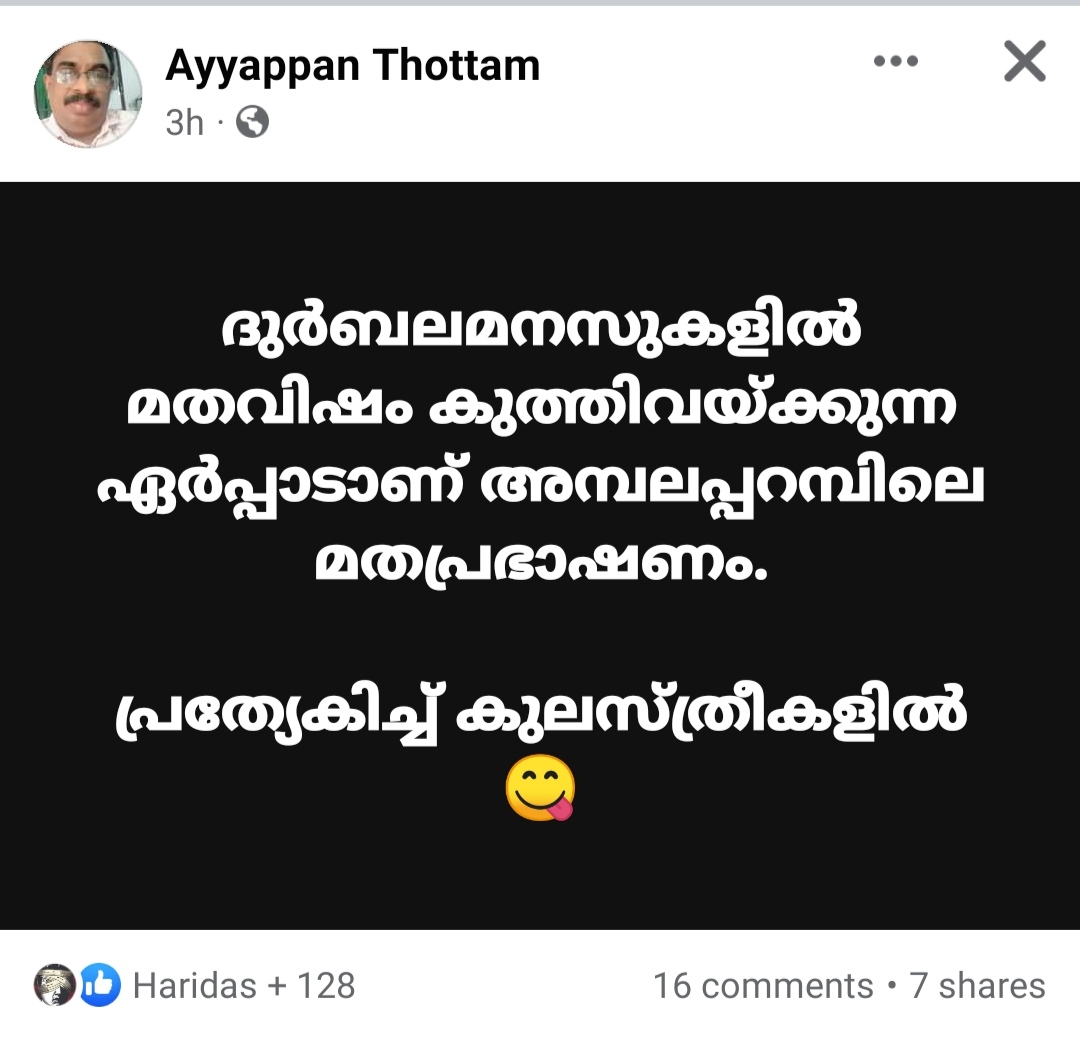 Ayyappan Thottam
3h ·
ദുർബലമനസുകളിൽ
മതവിഷം കുത്തിവയ്ക്കുന്ന
ഏർപ്പാടാണ് അമ്പലപ്പറമ്പിലെ
മതപ്രഭാഷണം.
പ്രത്യേകിച്ച് കുലസ്ത്രീകളിൽ
😋
Haridas + 128
16 comments • 7 shares